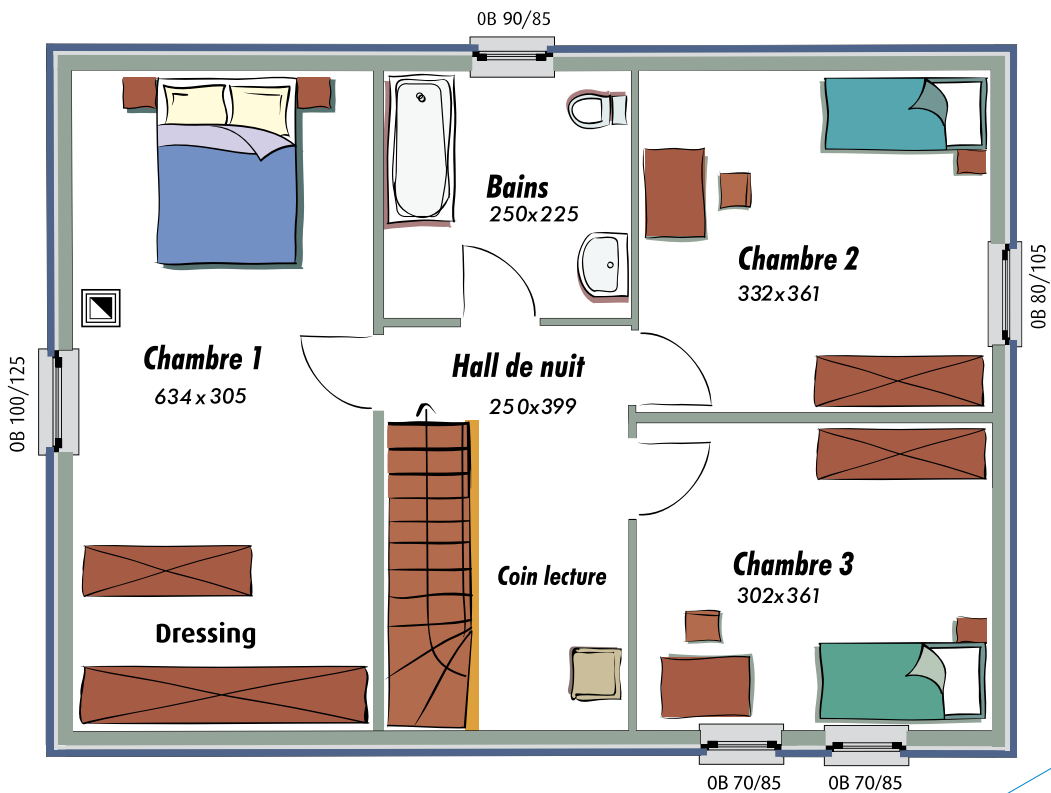 0B 90/85
Bains
250x225
Chambre 2
332x361
0B 80/105
Chambre 1
634 x 305
Hall de nuit
250x399
0B 100/125
Coin lecture
Chambre 3
302x361
Dressing
0B 70/85
0B 70/85